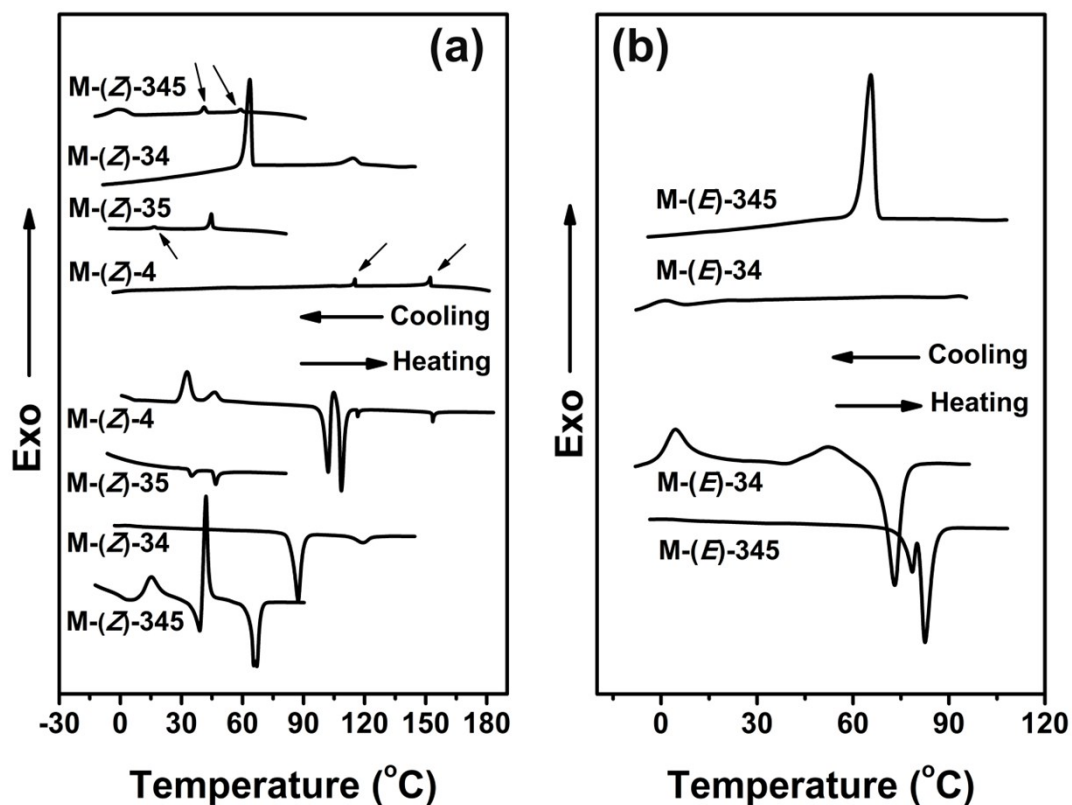 (a)
M-(Z)-345
M-(Z)-34
M-(Z)-35
M-(Z)-4
Cooling
Heating
M-(Z)-4
M-(Z)-35
M-(Z)-34
M-(Z)-345
Exo
-30 0 30 60 90 120 150 180
Temperature (°C)
(b)
M-(E)-345
M-(E)-34
Cooling
Heating
M-(E)-34
M-(E)-345
Exo
0 30 60 90 120
Temperature (°C)